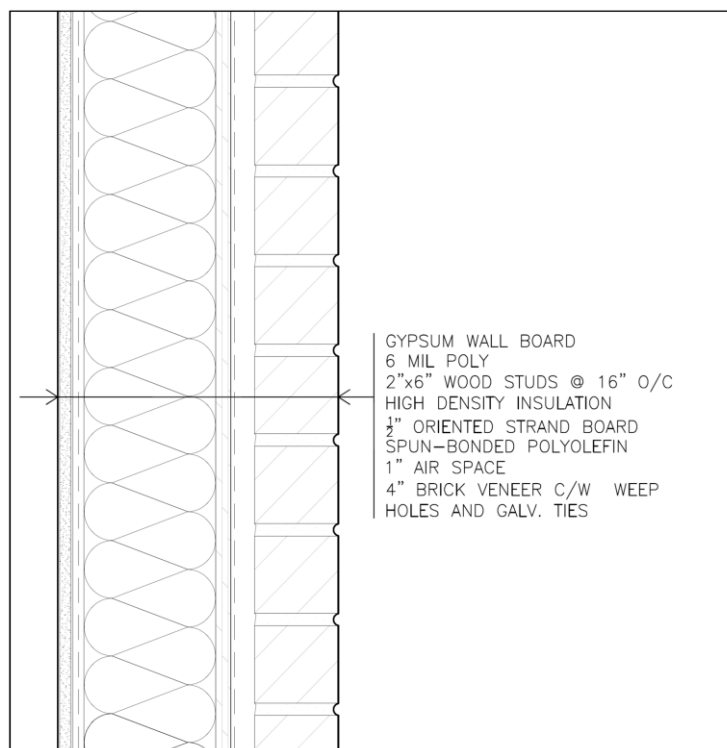 GYPSUM WALL BOARD
6 MIL POLY
2”x6” WOOD STUDS @ 16” O/C
HIGH DENSITY INSULATION
½” ORIENTED STRAND BOARD
SPUN–BONDED POLYOLEFIN
1” AIR SPACE
4” BRICK VENEER C/W WEEP
HOLES AND GALV. TIES